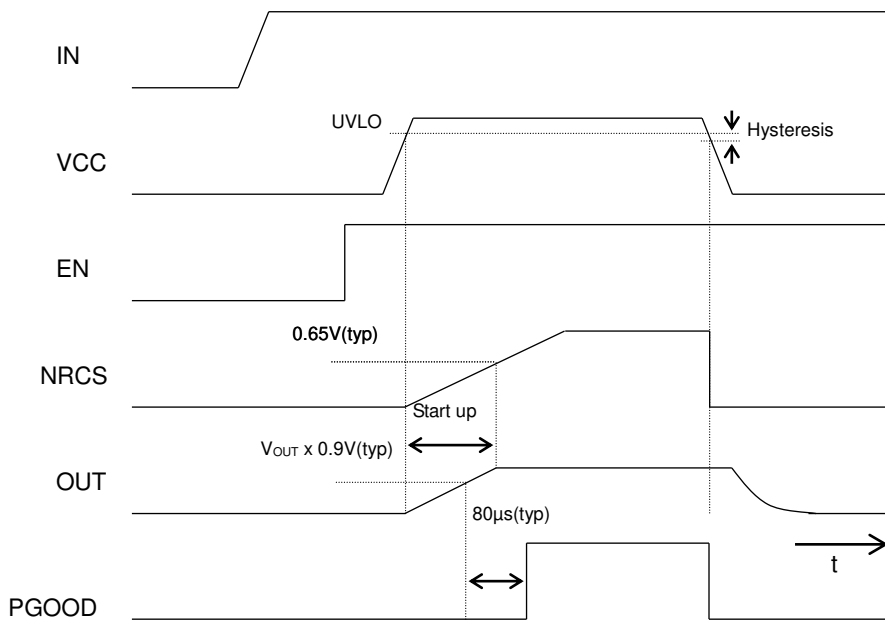 IN
UVLO
Hysteresis
VCC
EN
0.65V(typ)
NRCS
Start up
VOUT x 0.9V(typ)
OUT
80µs(typ)
t
PGOOD